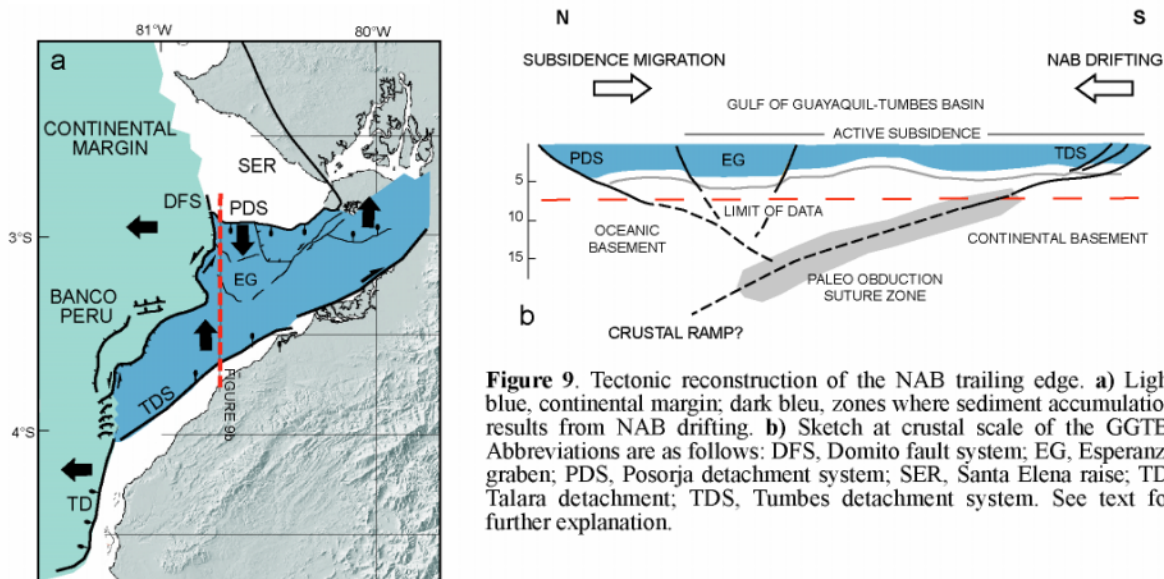 81°W
80°W
a
CONTINENTAL
MARGIN
SER
DFS
PDS
3°S
EG
BANCO
PERU
TDS
FIGURE 9b
4°S
TD
N
S
SUBSIDENCE MIGRATION
NAB DRIFTING
GULF OF GUAYAQUIL-TUMBES BASIN
ACTIVE SUBSIDENCE
PDS
EG
TDS
5
10
15
LIMIT OF DATA
OCEANIC
BASEMENT
CONTINENTAL BASEMENT
PALEO OBDUCTION
SUTURE ZONE
b
CRUSTAL RAMP?
Figure 9. Tectonic reconstruction of the NAB trailing edge. a) Ligh
blue, continental margin; dark bleu, zones where sediment accumulatio
results from NAB drifting. b) Sketch at crustal scale of the GGTE
Abbreviations are as follows: DFS, Domito fault system; EG, Esperanz
graben; PDS, Posorja detachment system; SER, Santa Elena raise; TD
Talara detachment; TDS, Tumbes detachment system. See text fo
further explanation.